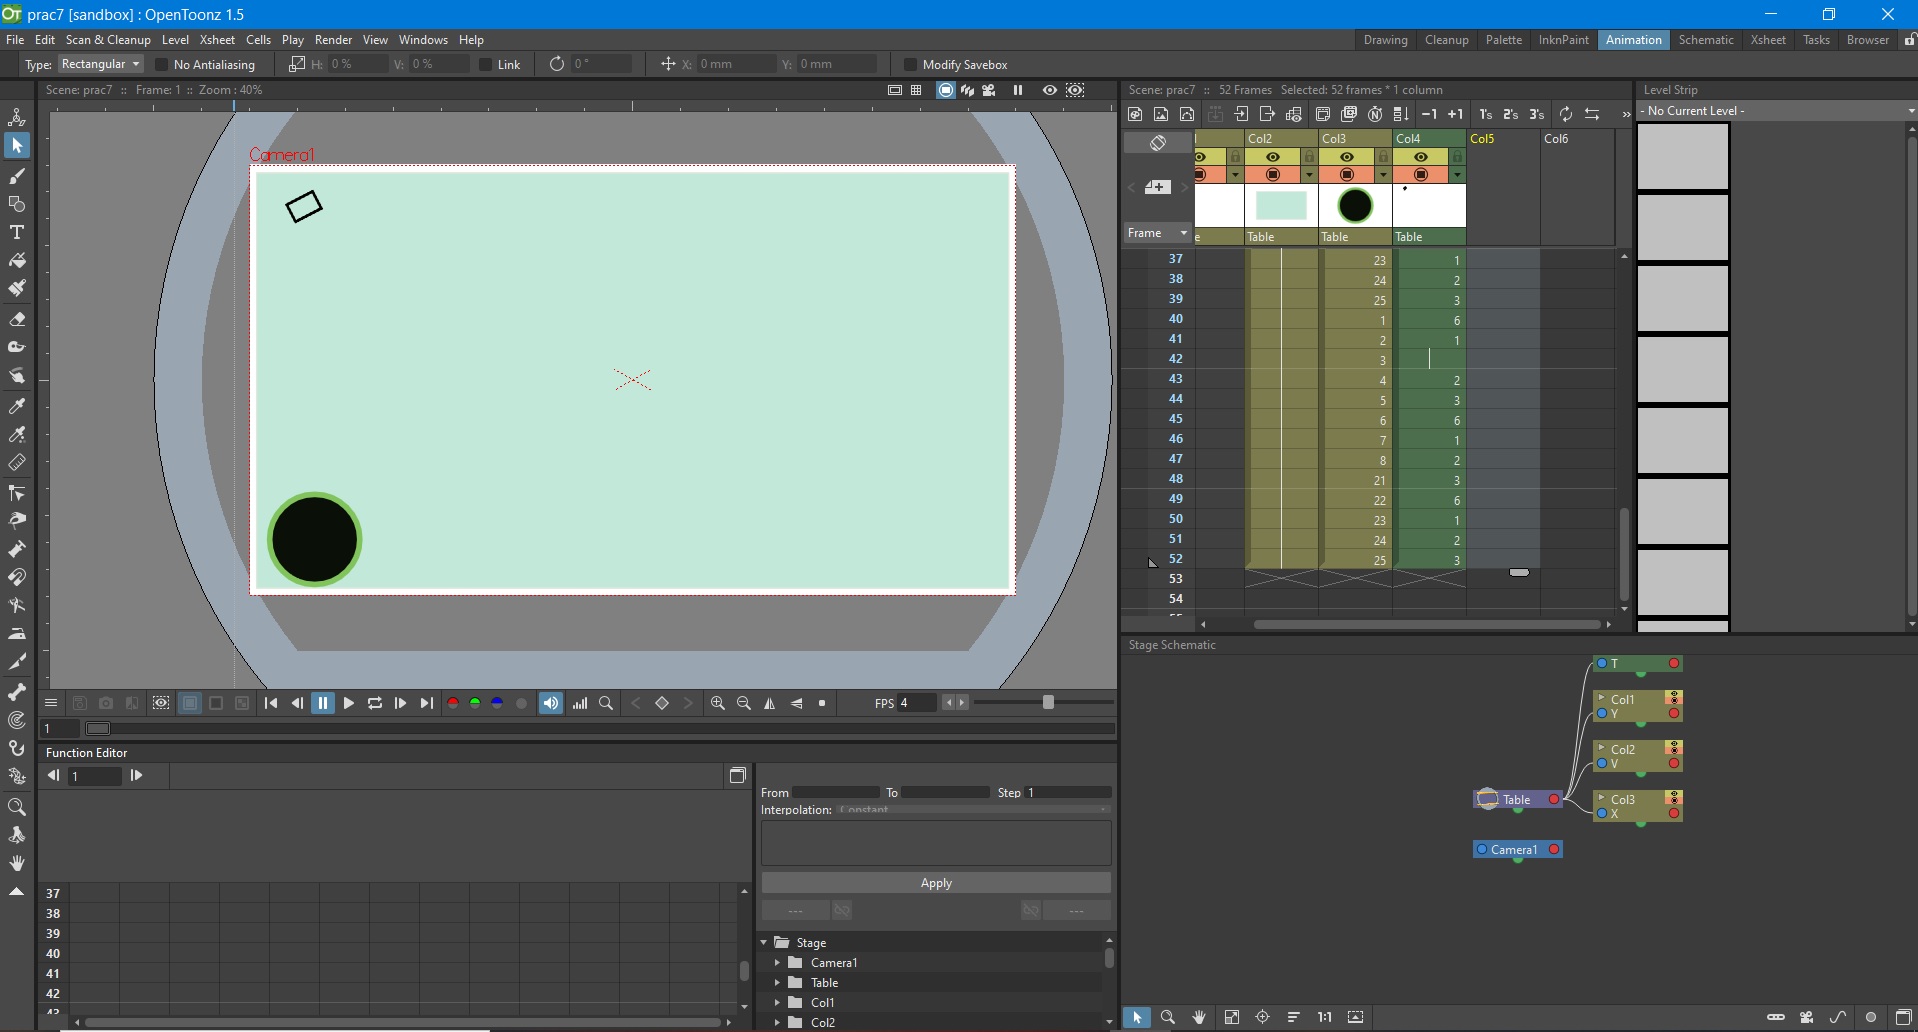 prac7 [sandbox] : OpenToonz 1.5
File Edit Scan & Cleanup Level Xsheet Cells Play Render View Windows Help
Drawing Cleanup Palette InknPaint Animation Schematic Xsheet Tasks Browser
Type: Rectangular No Antialiasing H: 0 % V: 0 % Link 0 ° X: 0 mm Y: 0 mm Modify Savebox
Scene: prac7 :: Frame: 1 :: Zoom : 40%
Camera1
FPS 4
1
Function Editor
1
From To Step 1
Interpolation: Constant
Apply
--- ---
37
38
39
40
41
42
43
Stage
Camera1
Table
Col1
Col2
Scene: prac7 :: 52 Frames Selected: 52 frames * 1 column
-1 +1 1's 2's 3's »
Col2 Col3 Col4 Col5 Col6
Frame
e Table Table Table
37 23 1
38 24 2
39 25 3
40 1 6
41 2 1
42 3
43 4 2
44 5 3
45 6 6
46 7 1
47 8 2
48 21 3
49 22 6
50 23 1
51 24 2
52 25 3
53
54
Level Strip
- No Current Level -
Stage Schematic
T
Col1
Y
Col2
V
Table
Col3
X
Camera1
1:1